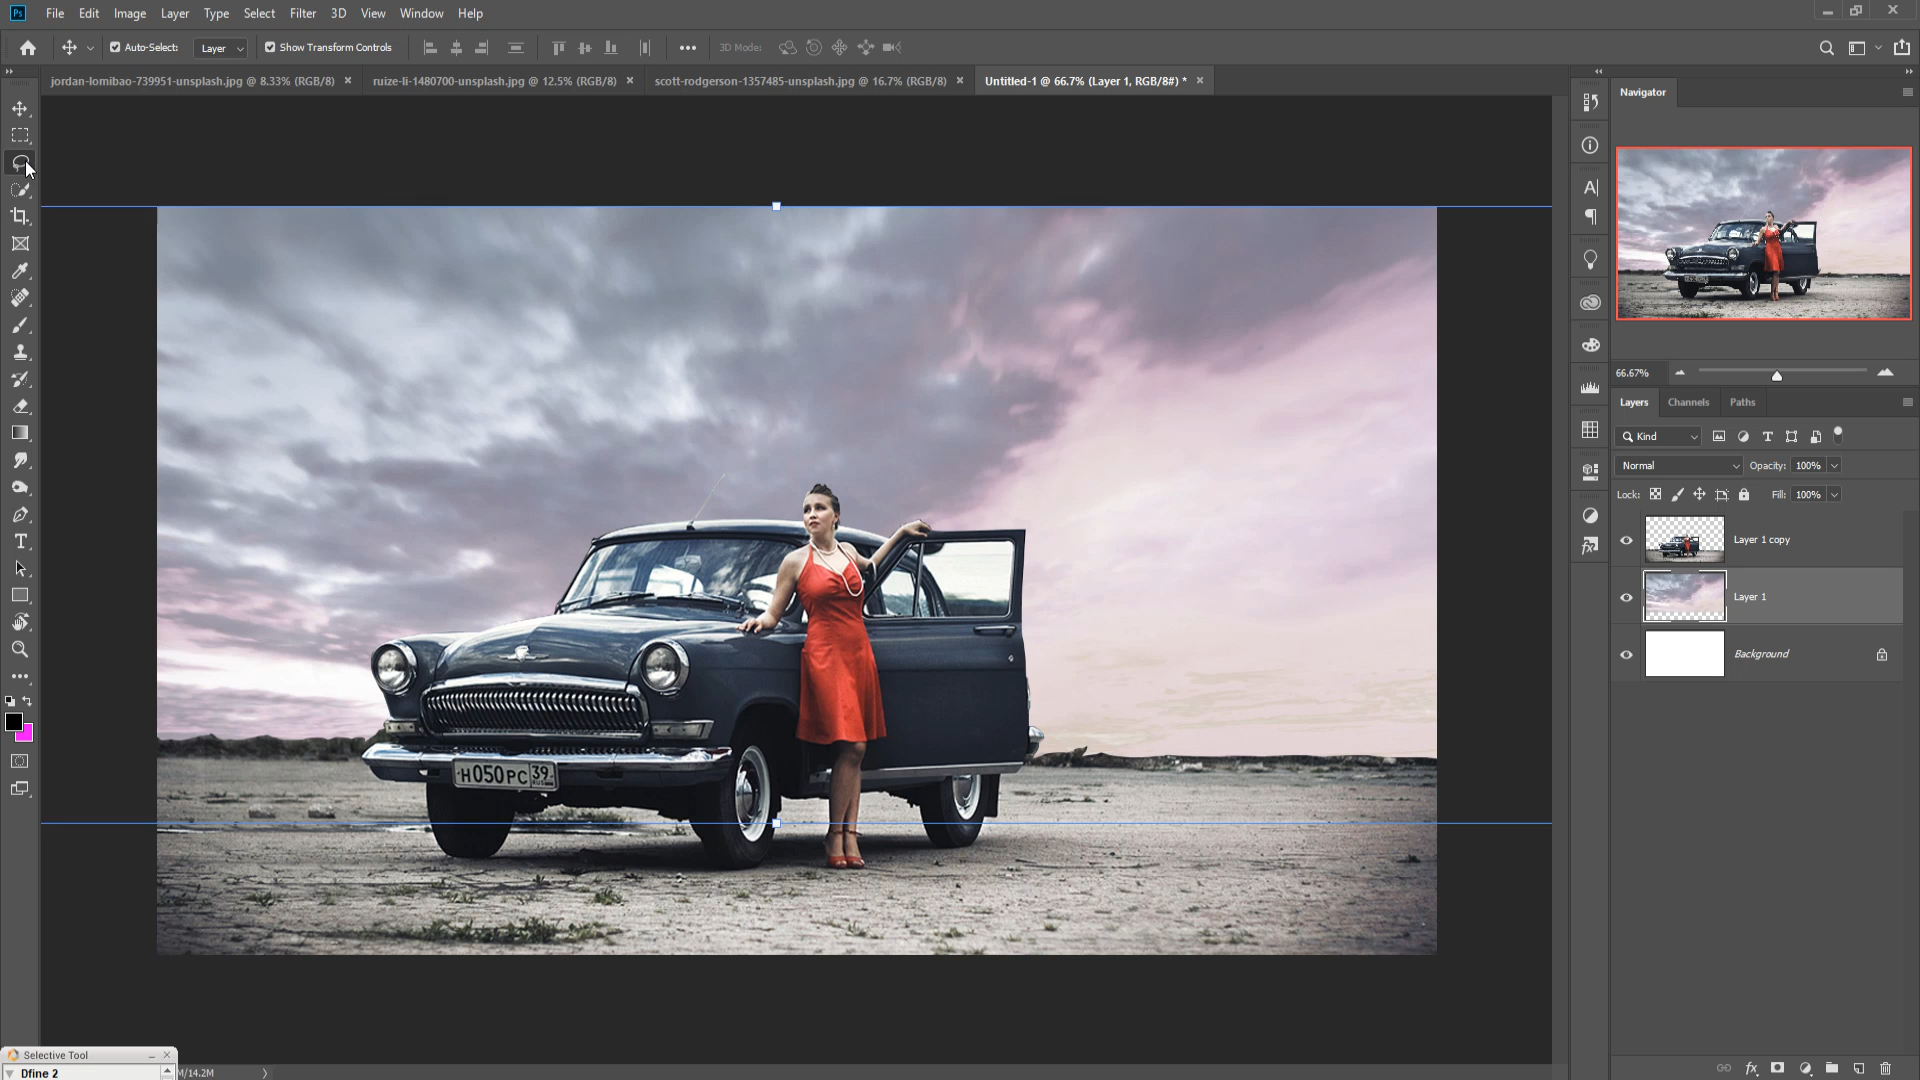 Ps File Edit Image Layer Type Select Filter 3D View Window Help
Auto-Select: Layer Show Transform Controls 3D Mode:
jordan-lomibao-739951-unsplash.jpg @ 8.33% (RGB/8) × ruize-li-1480700-unsplash.jpg @ 12.5% (RGB/8) × scott-rodgerson-1357485-unsplash.jpg @ 16.7% (RGB/8) × Untitled-1 @ 66.7% (Layer 1, RGB/8#) * ×
Navigator
66.67%
Layers Channels Paths
Kind
Normal Opacity: 100%
Lock: Fill: 100%
Layer 1 copy
Layer 1
Background
Н050РС 39
RUS
Selective Tool
Dfine 2
M/14.2M